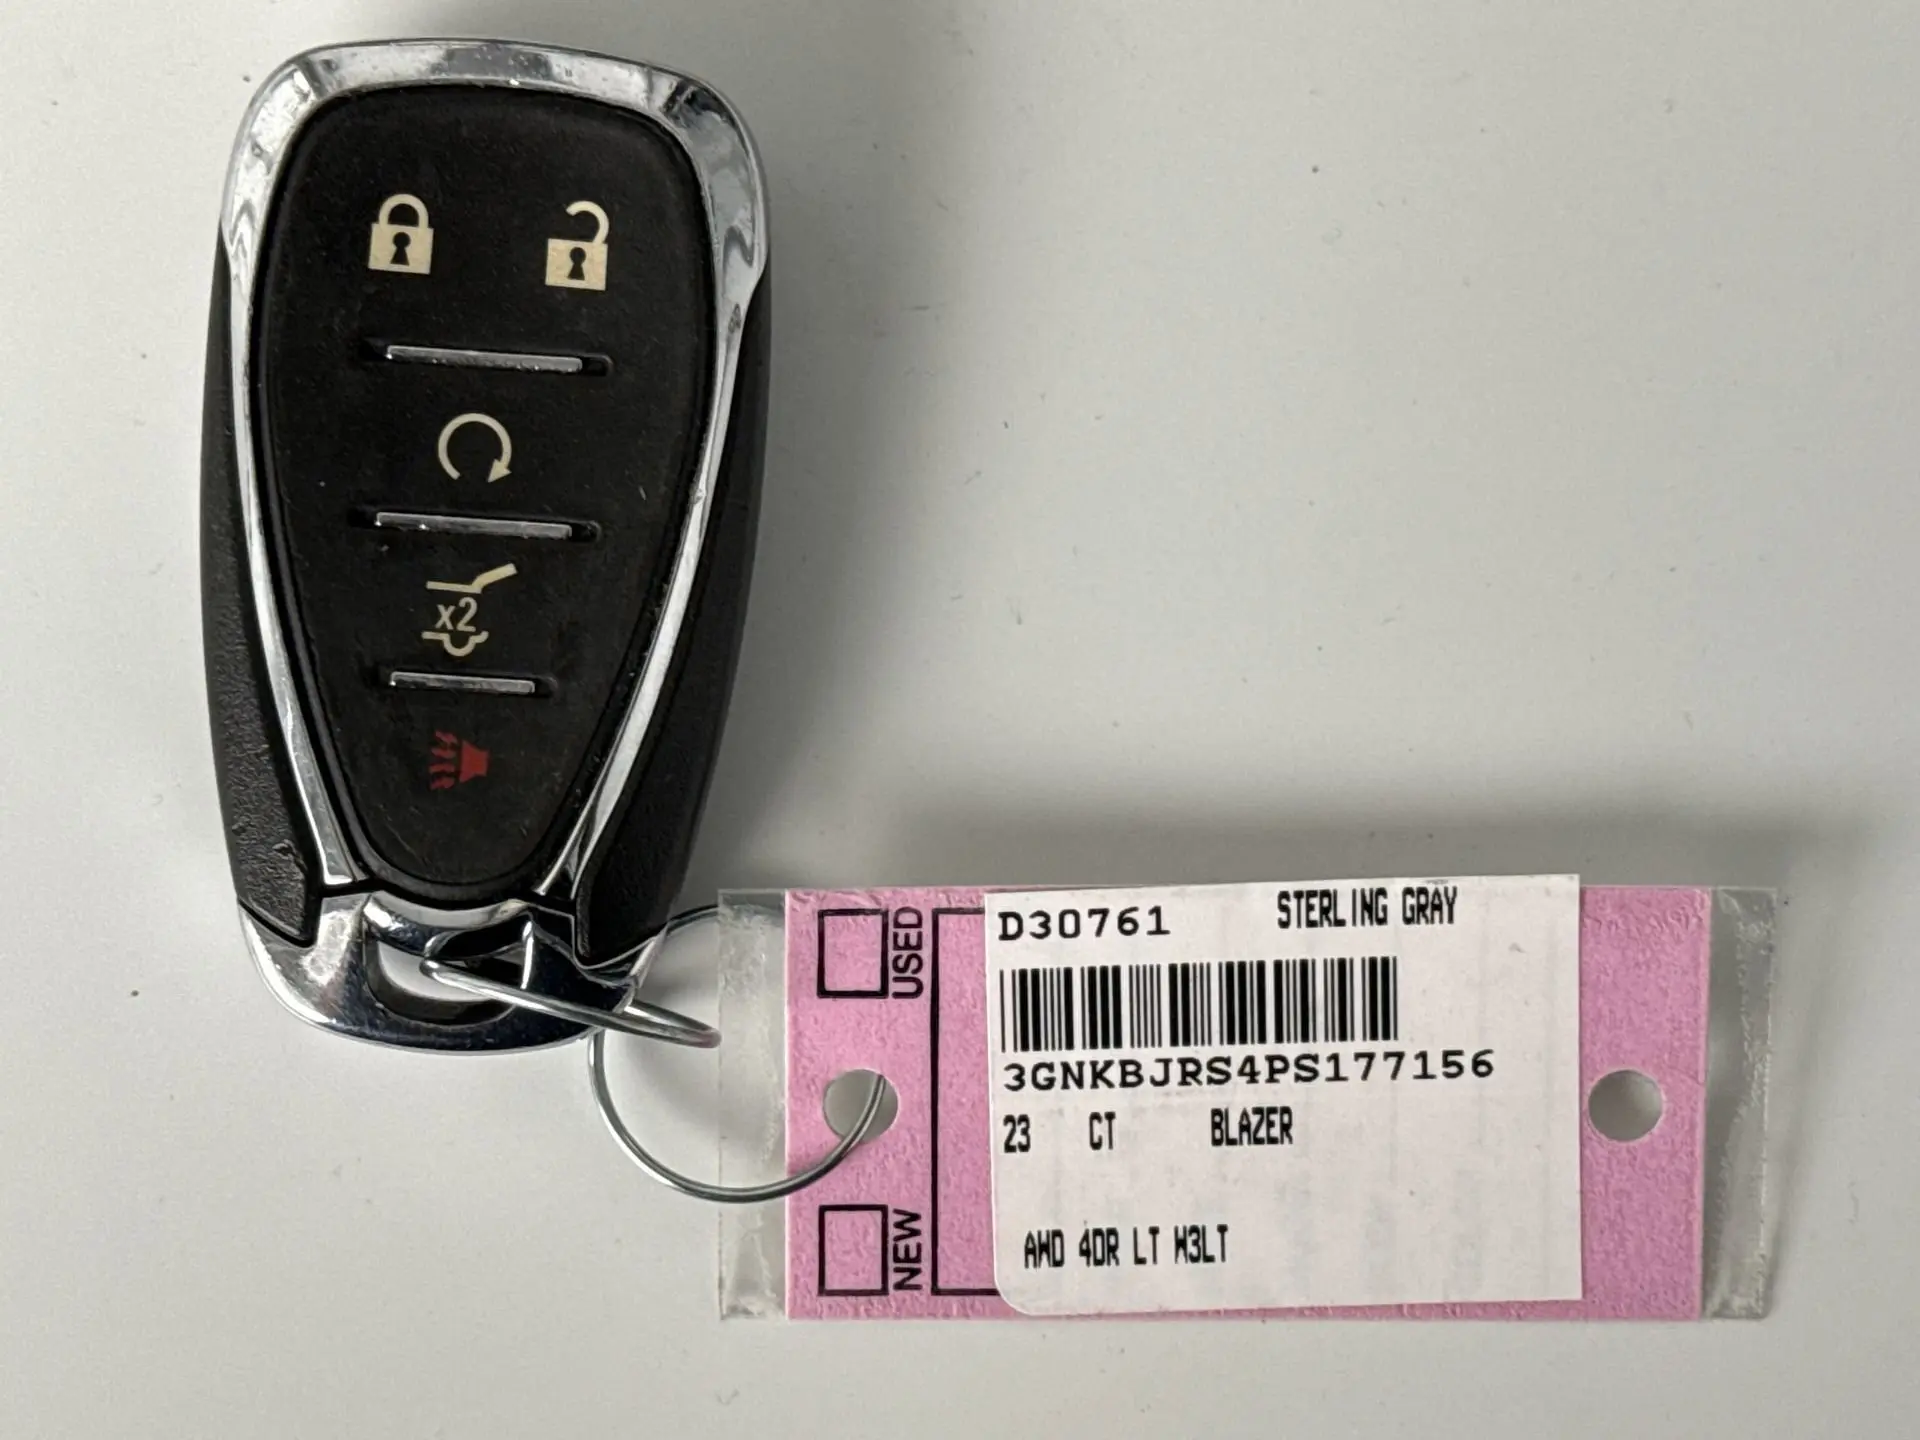 x2
USED
NEW
D30761 STERLING GRAY
3GNKBJRS4PS177156
23 CT BLAZER
AWD 4DR LT W3LT